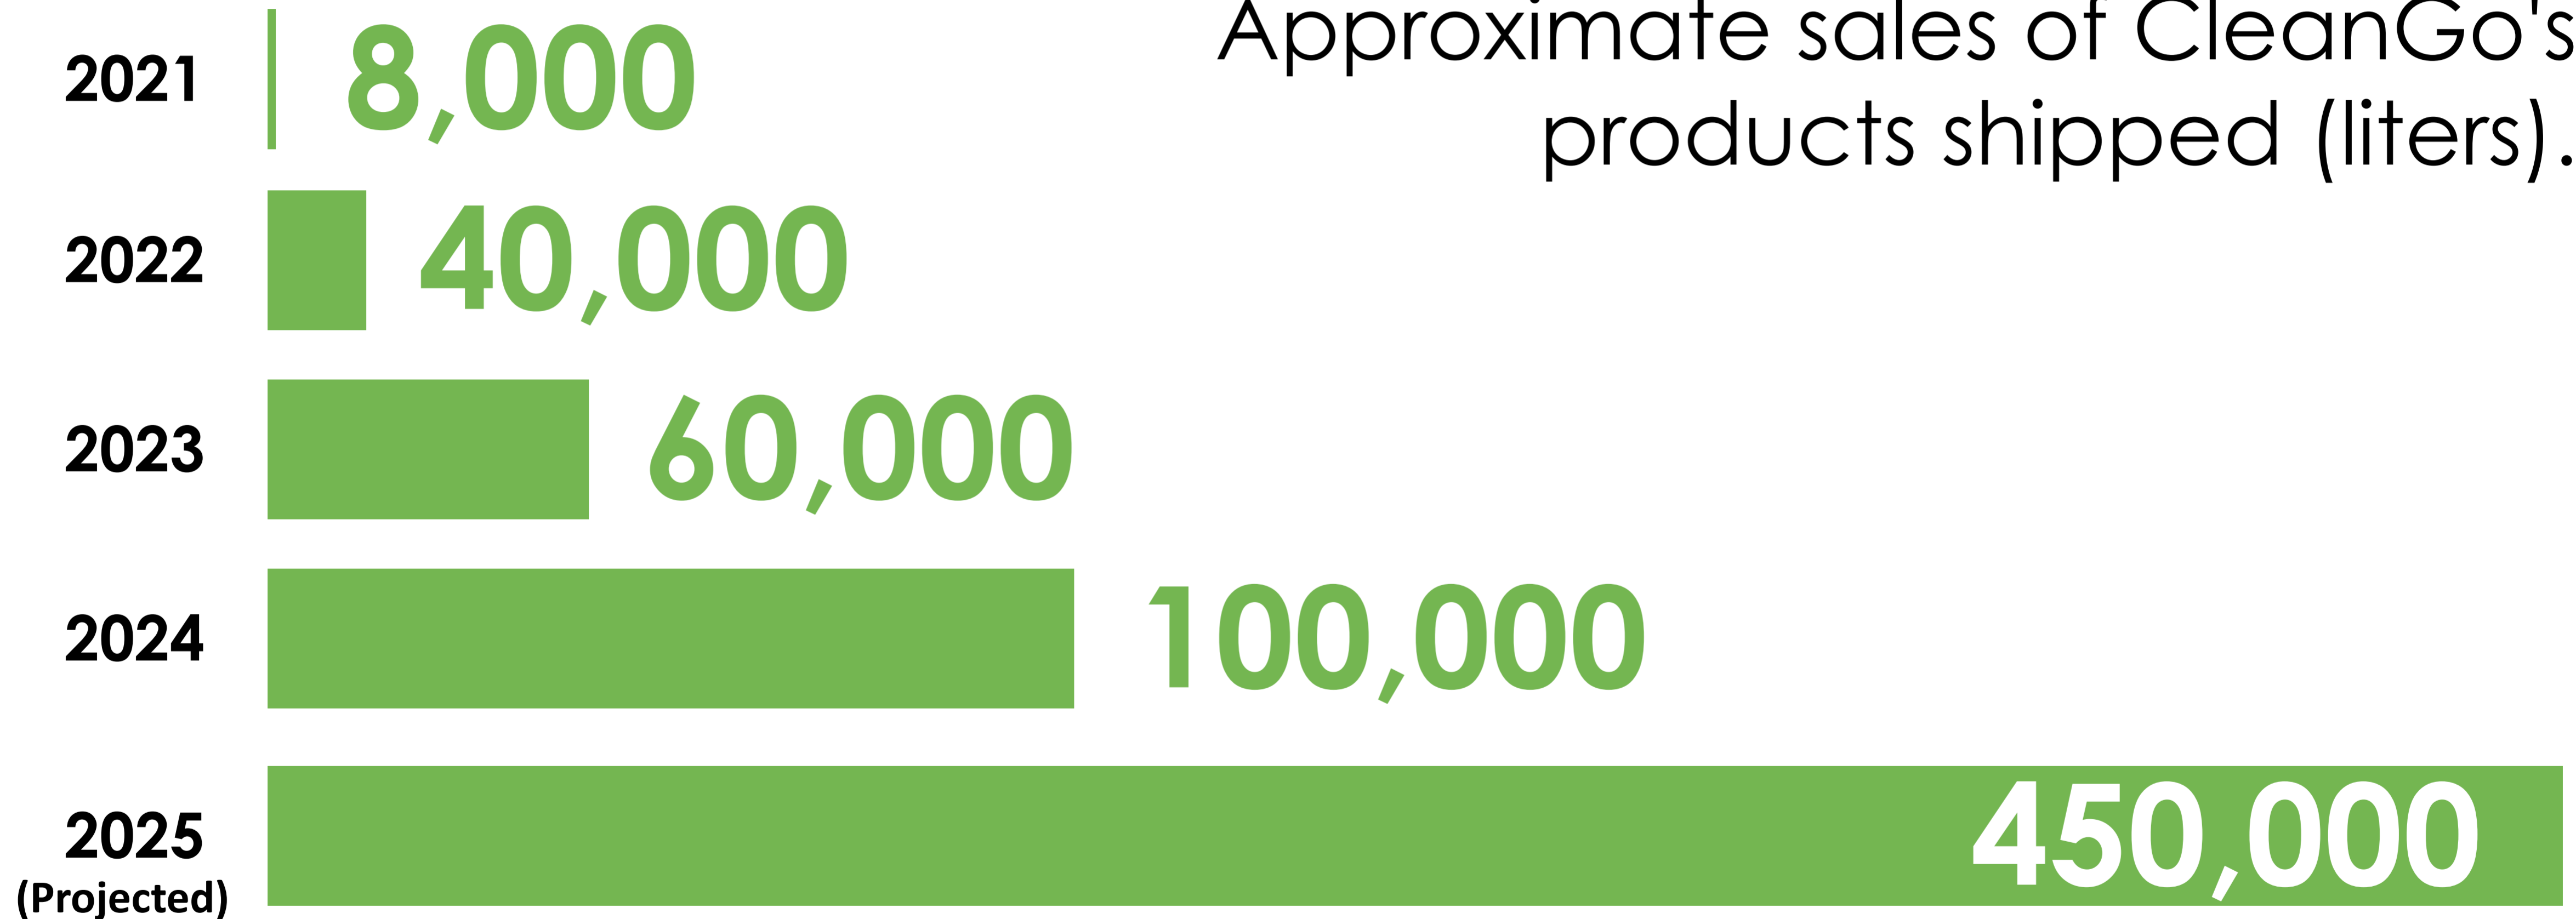 Approximate sales of CleanGo's
products shipped (liters).
2021 8,000
2022 40,000
2023 60,000
2024 100,000
2025 450,000
(Projected)